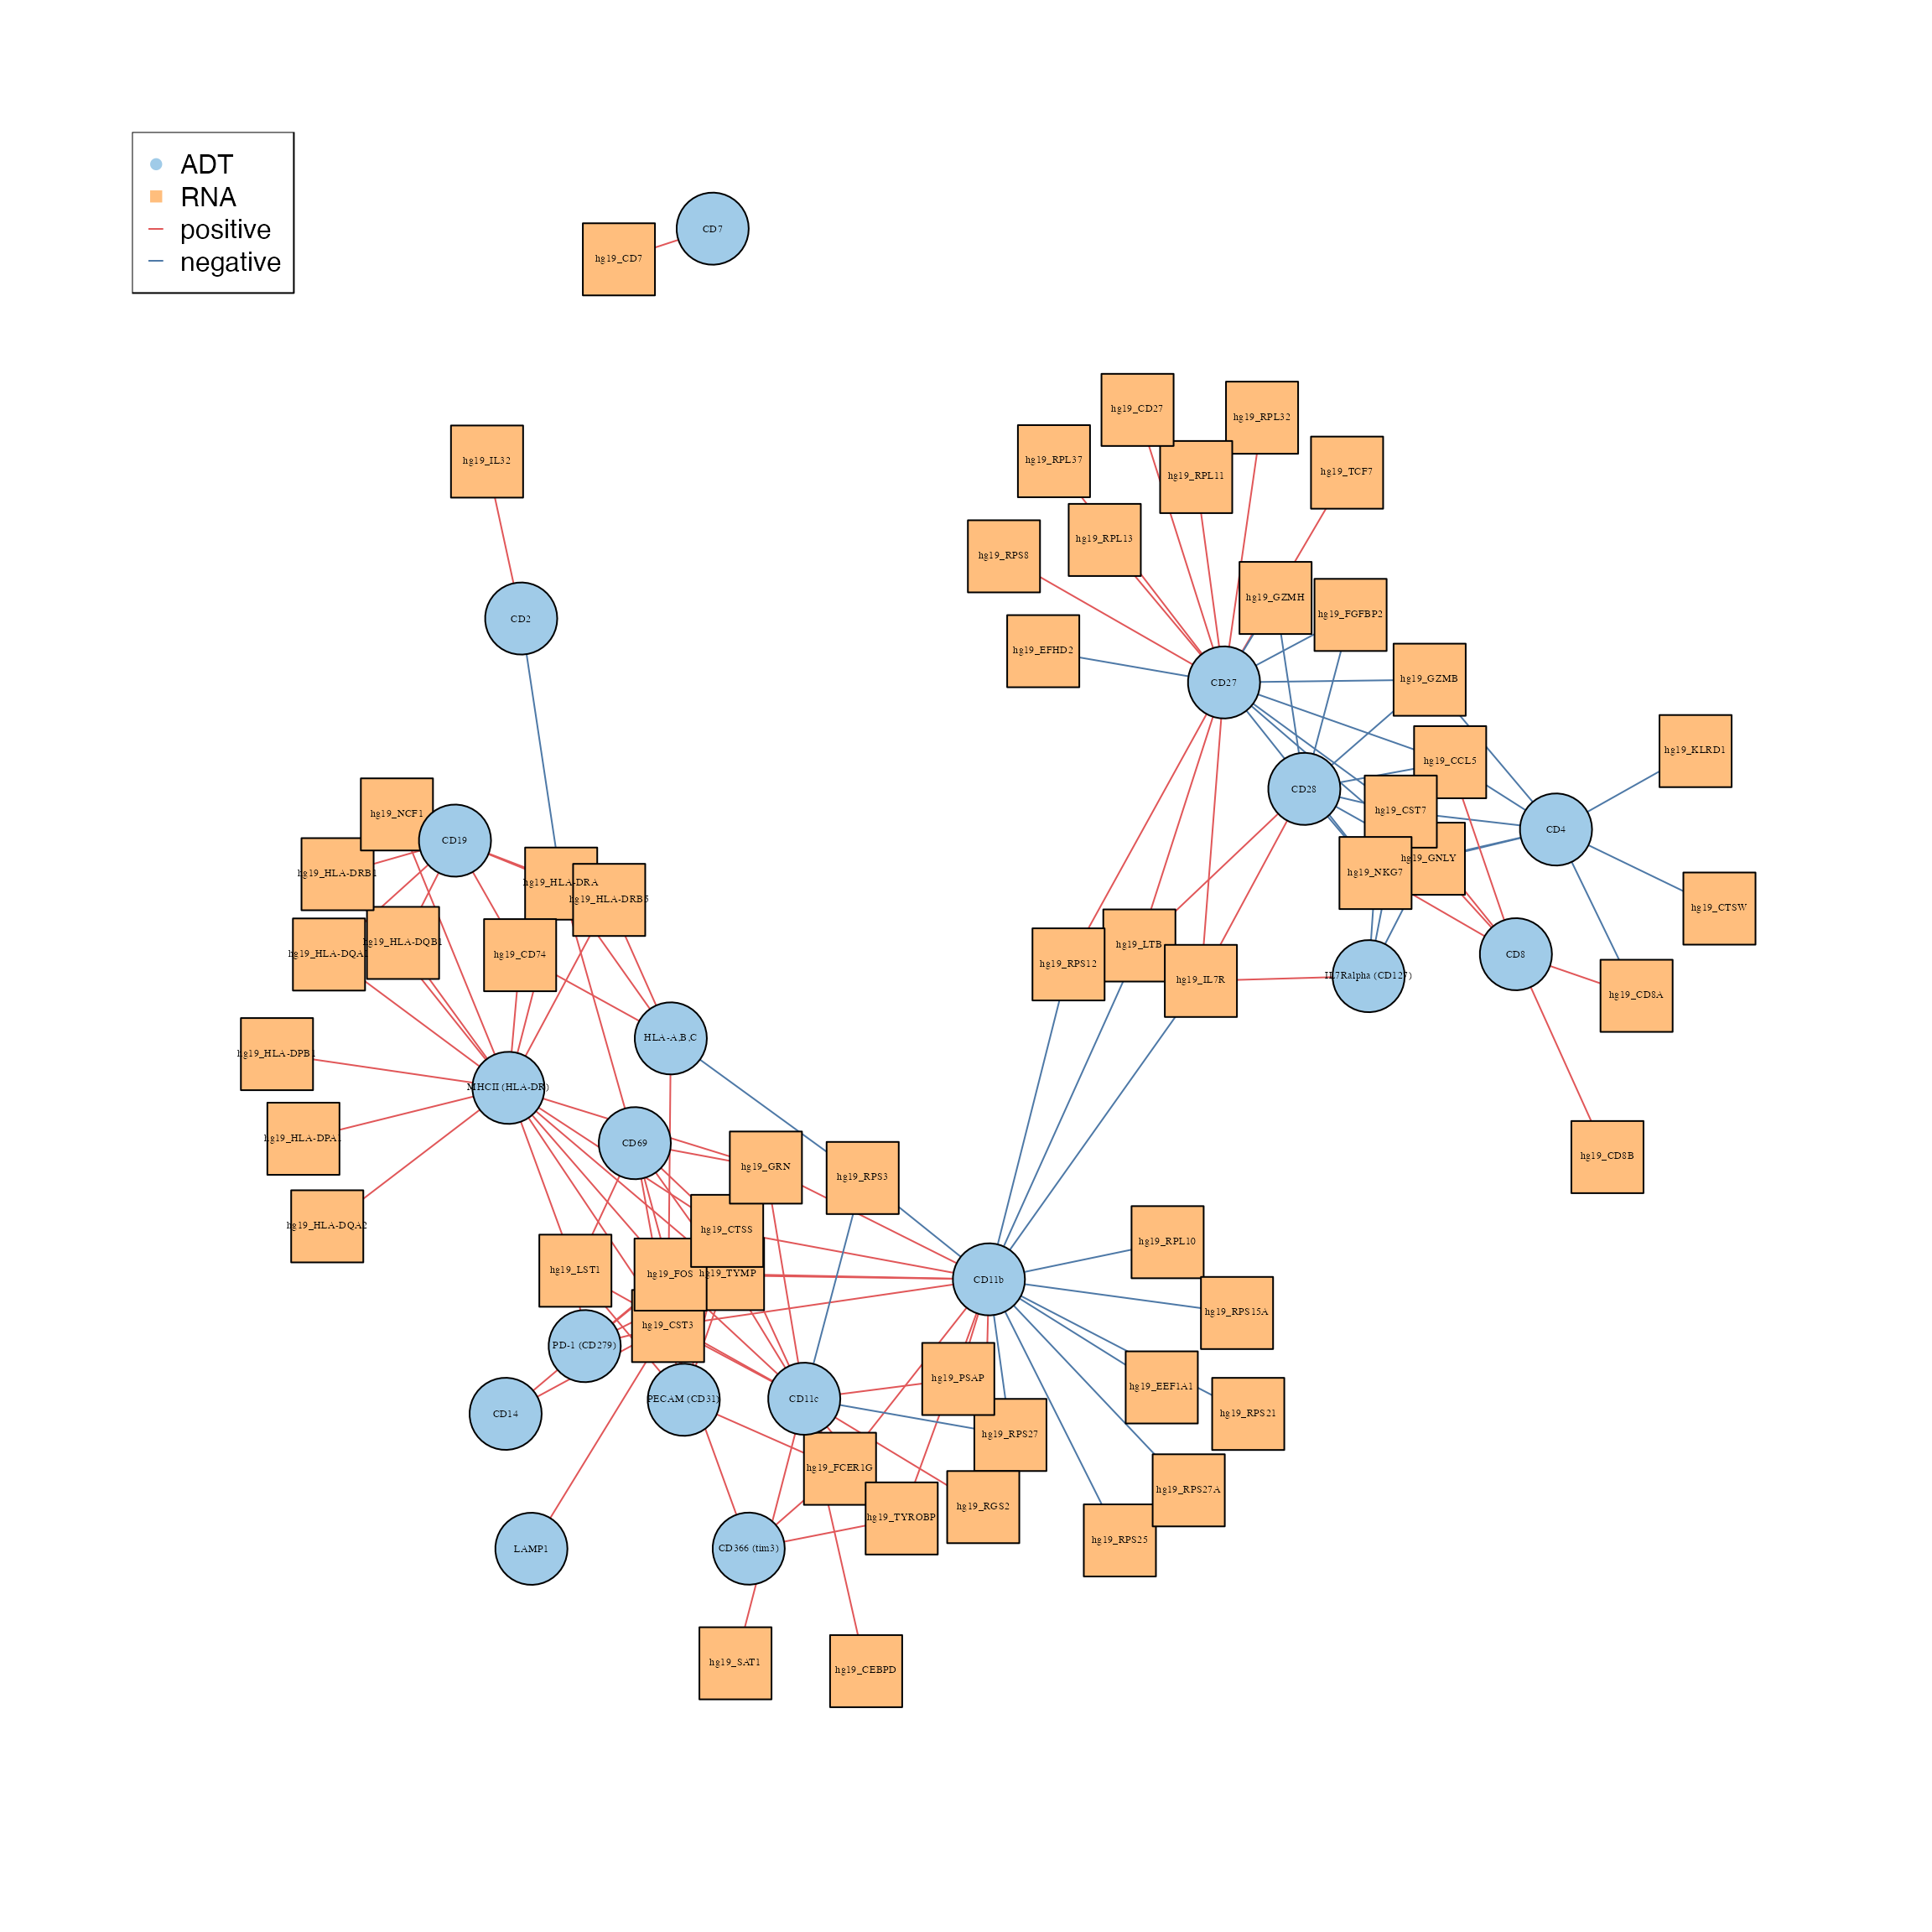 ADT
RNA
positive
negative
CD7
hg19_CD7
hg19_CD27
hg19_RPL32
hg19_IL32
hg19_RPL37
hg19_RPL11
hg19_TCF7
hg19_RPL13
hg19_RPS8
hg19_GZMH
hg19_FGFBP2
CD2
hg19_EFHD2
CD27
hg19_GZMB
hg19_KLRD1
hg19_CCL5
CD28
hg19_NCF1
hg19_CST7
CD4
CD19
hg19_GNLY
hg19_HLA-DRB1
hg19_NKG7
hg19_HLA-DRA
hg19_HLA-DRB5
hg19_CTSW
hg19_HLA-DQB1
hg19_LTB
hg19_HLA-DQA1
hg19_CD74
CD8
hg19_RPS12
IL7Ralpha (CD127)
hg19_IL7R
hg19_CD8A
HLA-A,B,C
hg19_HLA-DPB1
MHCII (HLA-DR)
hg19_HLA-DPA1
CD69
hg19_CD8B
hg19_GRN
hg19_RPS3
hg19_HLA-DQA2
hg19_CTSS
hg19_RPL10
hg19_LST1
hg19_FOS
hg19_TYMP
CD11b
hg19_RPS15A
hg19_CST3
PD-1 (CD279)
hg19_PSAP
hg19_EEF1A1
PECAM (CD31)
CD11c
CD14
hg19_RPS21
hg19_RPS27
hg19_FCER1G
hg19_RPS27A
hg19_RGS2
hg19_TYROBP
hg19_RPS25
LAMP1
CD366 (tim3)
hg19_SAT1
hg19_CEBPD